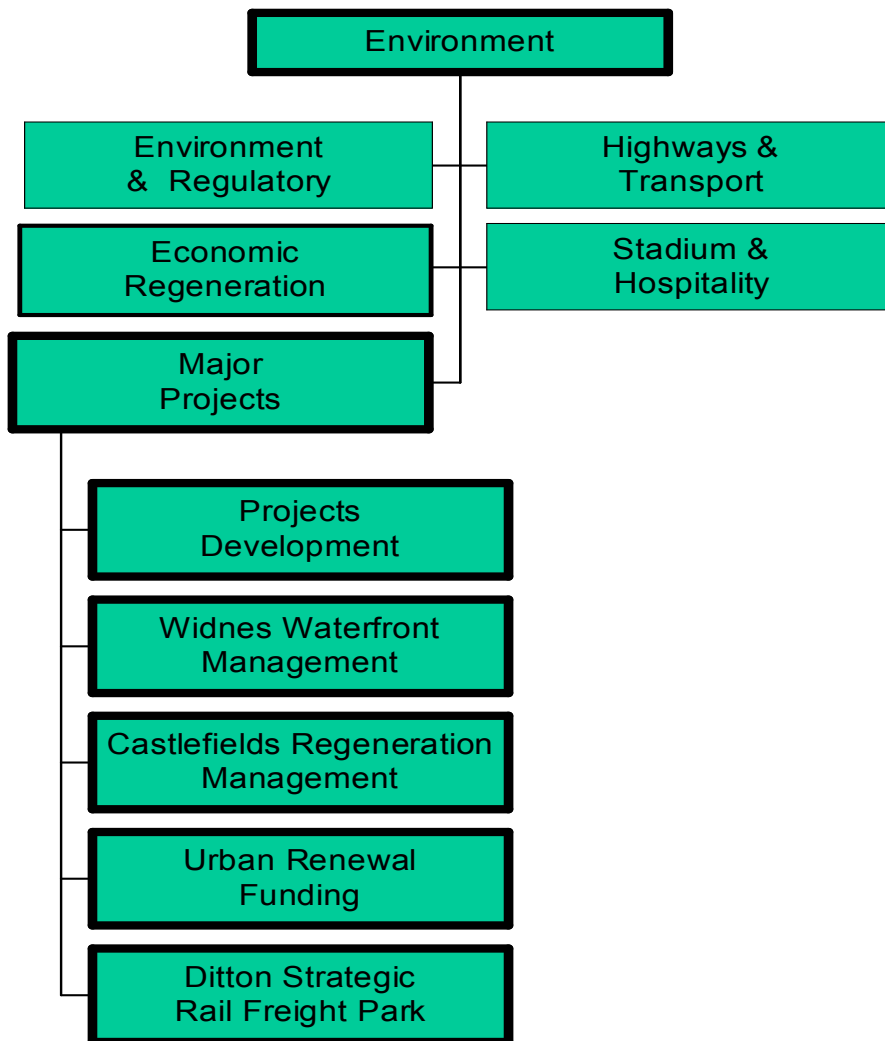 Environment
Environment
& Regulatory
Highways &
Transport
Economic
Regeneration
Stadium &
Hospitality
Major
Projects
Projects
Development
Widnes Waterfront
Management
Castlefields Regeneration
Management
Urban Renewal
Funding
Ditton Strategic
Rail Freight Park